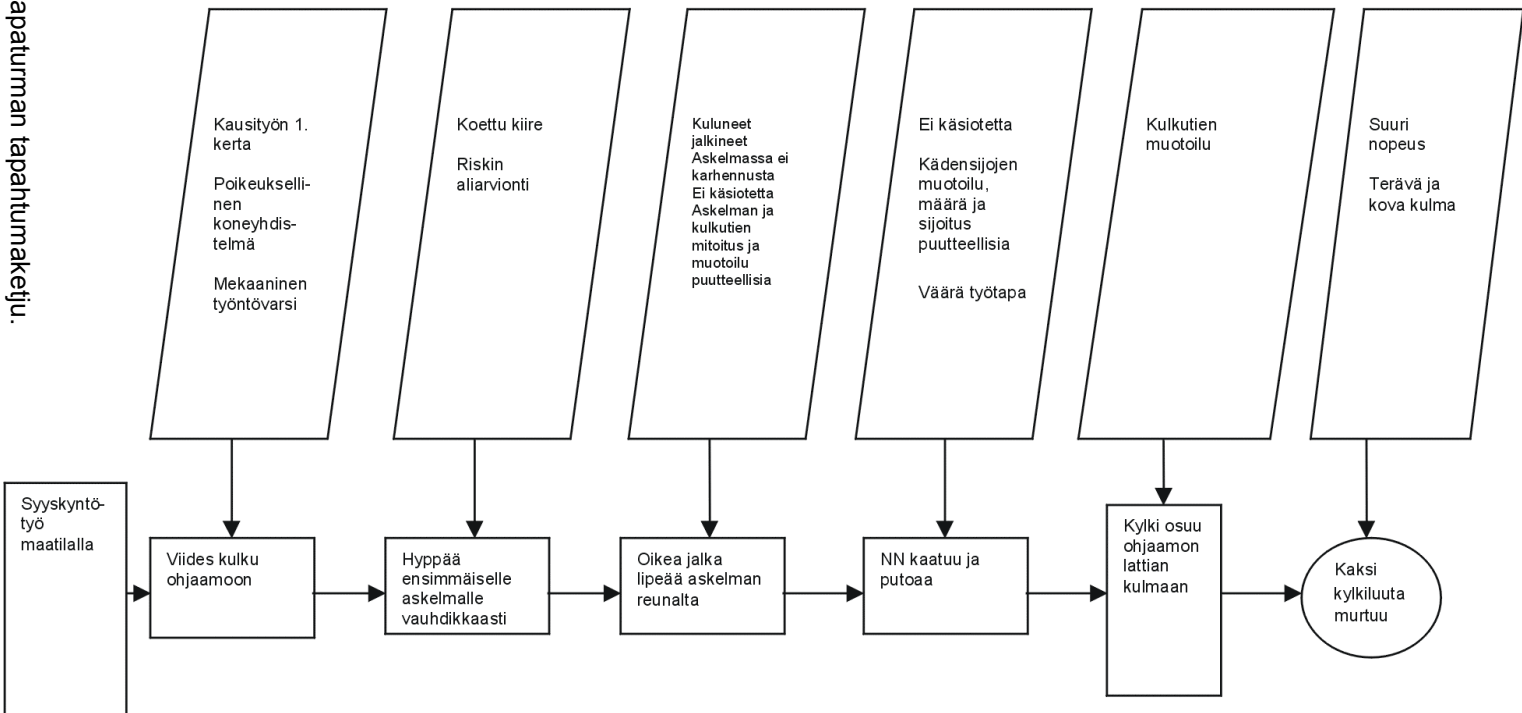 apaturman tapahtumaketju.
Kausityön 1.
kerta
Poikeukselli-
nen
koneyhdis-
telmä
Mekaaninen
työntövarsi
Koettu kiire
Riskin
aliarvionti
Kuluneet
jalkineet
Askelmassa ei
karhennusta
Ei käsiotetta
Askelman ja
kulkutien
mitoitus ja
muotoilu
puutteellisia
Ei käsiotetta
Kädensijojen
muotoilu,
määrä ja
sijoitus
puutteellisia
Väärä työtapa
Kulkutien
muotoilu
Suuri
nopeus
Terävä ja
kova kulma
Syyskyntö-
työ
maatilalla
Viides kulku
ohjaamoon
Hyppää
ensimmäiselle
askelmalle
vauhdikkaasti
Oikea jalka
lipeää askelman
reunalta
NN kaatuu ja
putoaa
Kylki osuu
ohjaamon
lattian
kulmaan
Kaksi
kylkiluuta
murtuu